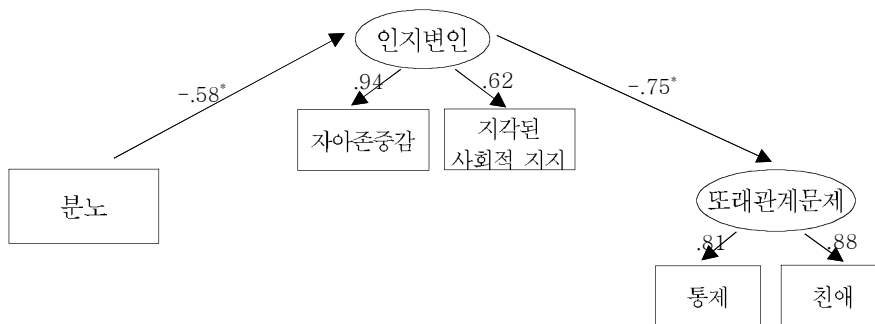 인지변인
-.58*
.94
.62
-.75*
자아존중감
지각된
사회적 지지
분노
또래관계문제
.81
.88
통제
친애